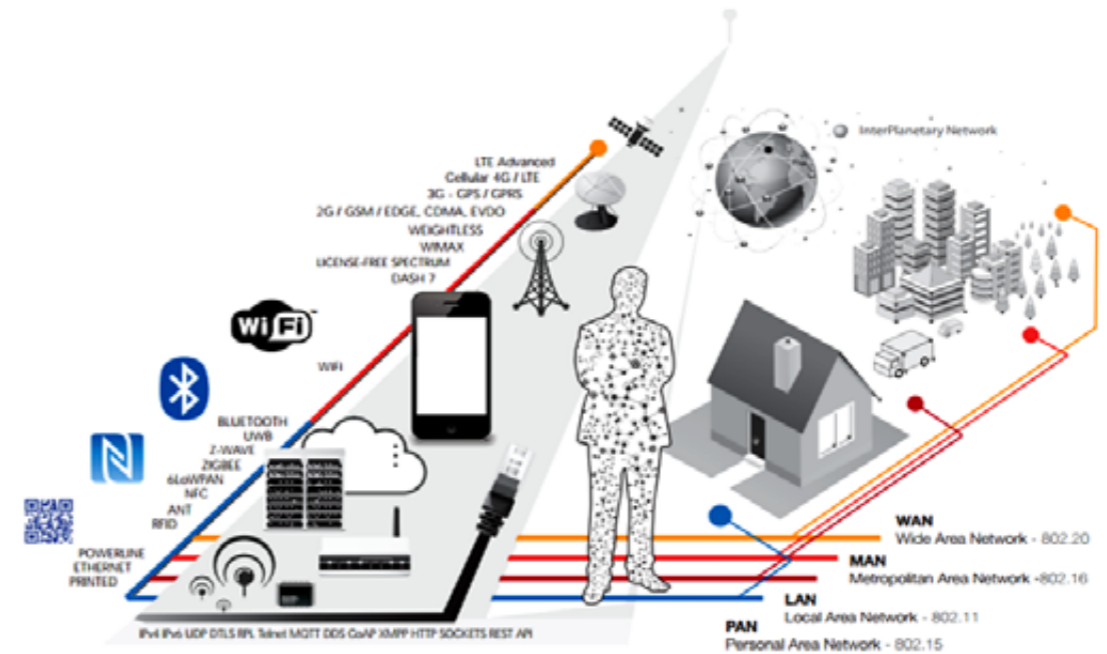 InterPlanetary Network
LTE Advanced
Cellular 4G / LTE
3G - GPS / GPRS
2G / GSM / EDGE, CDMA, EVDO
WEIGHTLESS
WIMAX
LICENSE-FREE SPECTRUM
DASH 7
WiFi
WIFI
BLUETOOTH
UWB
Z-WAVE
ZIGBEE
6LoWPAN
NFC
ANT
RFID
POWERLINE
ETHERNET
PRINTED
WAN
Wide Area Network - 802.20
MAN
Metropolitan Area Network -802.16
LAN
Local Area Network - 802.11
PAN
Personal Area Network - 802.15
IPv4 IPv6 UDP DTLS RPL Telnet MQTT DDS CoAP XMPP HTTP SOCKETS REST API